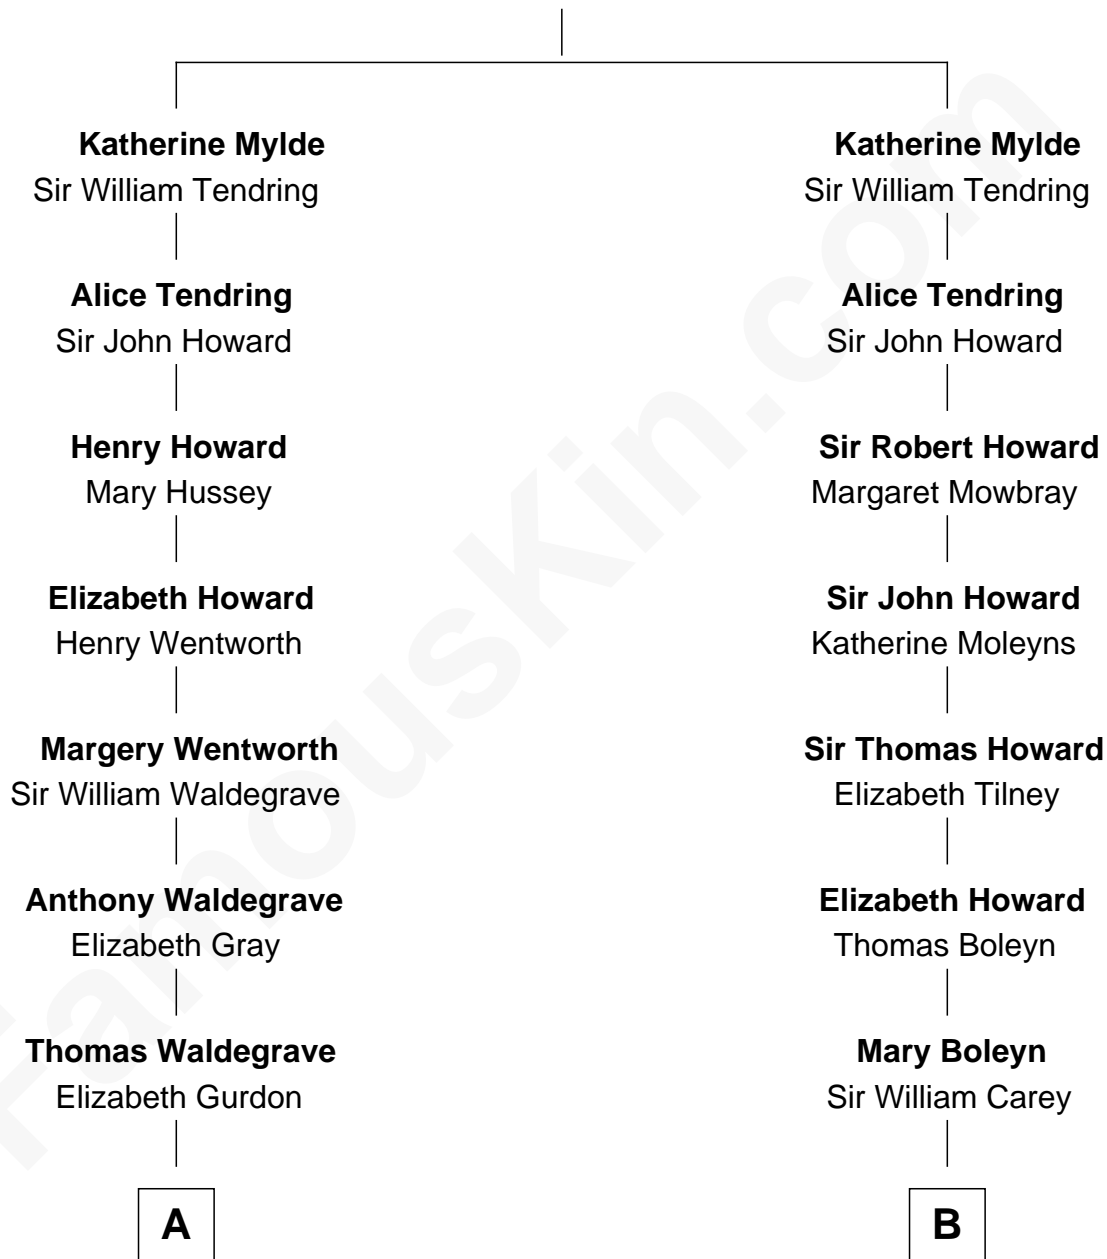 Katherine Mylde
Sir William Tendring
Alice Tendring
Sir John Howard
Henry Howard
Mary Hussey
Elizabeth Howard
Henry Wentworth
Margery Wentworth
Sir William Waldegrave
Anthony Waldegrave
Elizabeth Gray
Thomas Waldegrave
Elizabeth Gurdon
A
Katherine Mylde
Sir William Tendring
Alice Tendring
Sir John Howard
Sir Robert Howard
Margaret Mowbray
Sir John Howard
Katherine Moleyns
Sir Thomas Howard
Elizabeth Tilney
Elizabeth Howard
Thomas Boleyn
Mary Boleyn
Sir William Carey
B
FamousKin.com